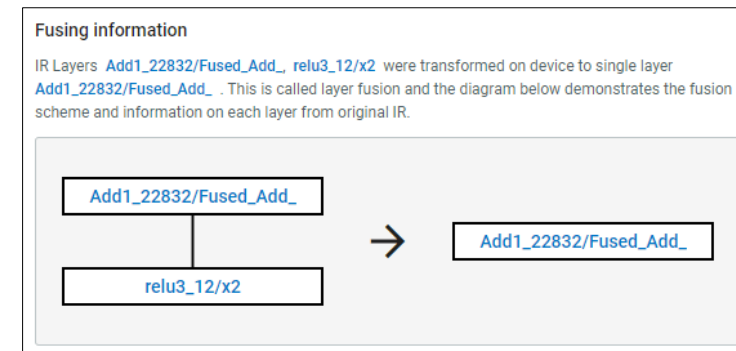 Fusing information
IR Layers Add1_22832/Fused_Add_, relu3_12/x2 were transformed on device to single layer
Add1_22832/Fused_Add_ . This is called layer fusion and the diagram below demonstrates the fusion
scheme and information on each layer from original IR.
Add1_22832/Fused_Add_
relu3_12/x2
Add1_22832/Fused_Add_